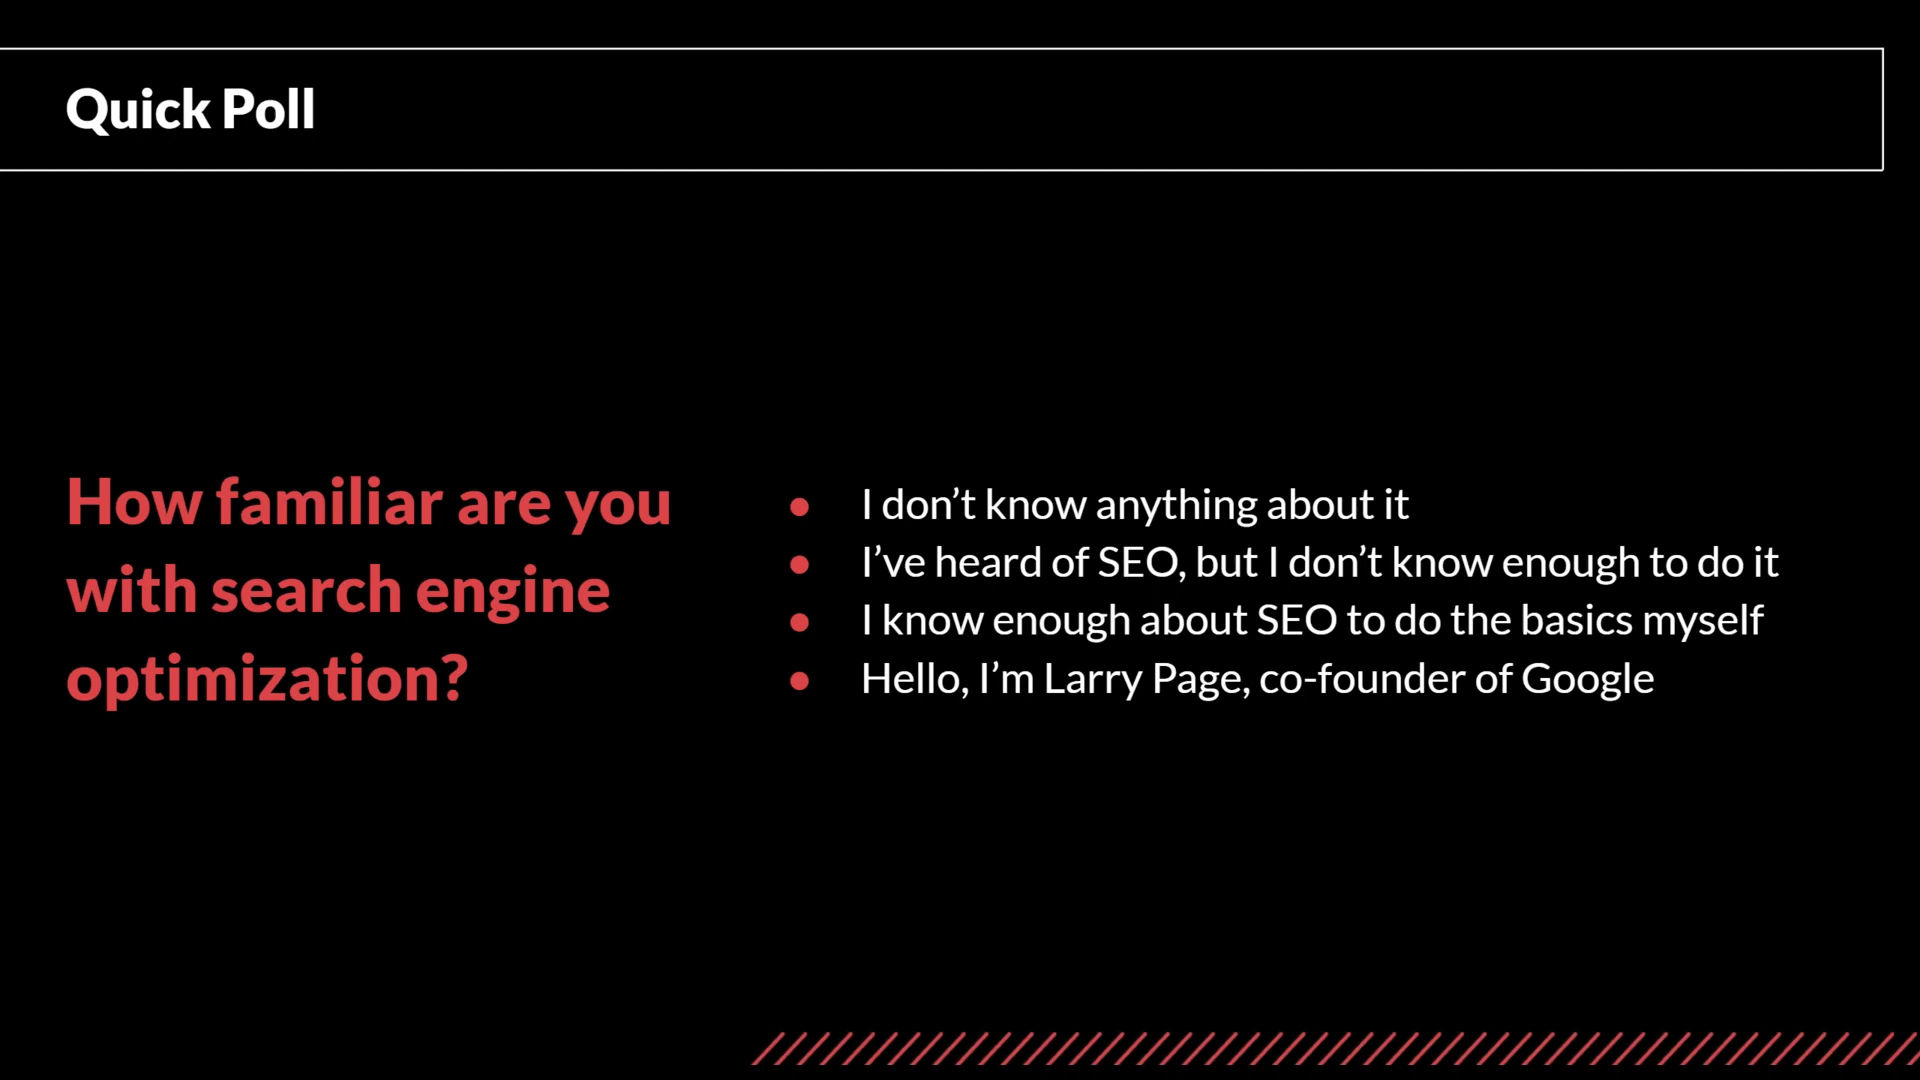 Quick Poll
How familiar are you
with search engine
optimization?
● I don’t know anything about it
● I’ve heard of SEO, but I don’t know enough to do it
● I know enough about SEO to do the basics myself
● Hello, I’m Larry Page, co-founder of Google